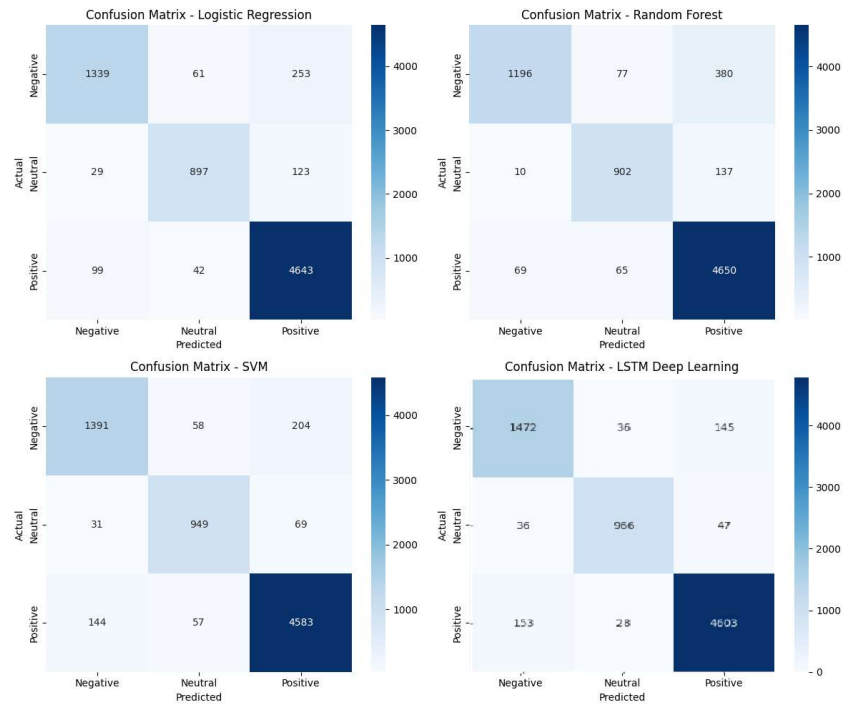 Confusion Matrix - Logistic Regression
Negative 1339 61 253
Neutral 29 897 123
Positive 99 42 4643
Actual
Negative Neutral Positive
Predicted
4000
3000
2000
1000
Confusion Matrix - Random Forest
Negative 1196 77 380
Neutral 10 902 137
Positive 69 65 4650
Actual
Negative Neutral Positive
Predicted
4000
3000
2000
1000
Confusion Matrix - SVM
Negative 1391 58 204
Neutral 31 949 69
Positive 144 57 4583
Actual
Negative Neutral Positive
Predicted
4000
3000
2000
1000
Confusion Matrix - LSTM Deep Learning
Negative 1472 36 145
Neutral 36 966 47
Positive 153 28 4603
Actual
Negative Neutral Positive
Predicted
4000
3000
2000
1000
0